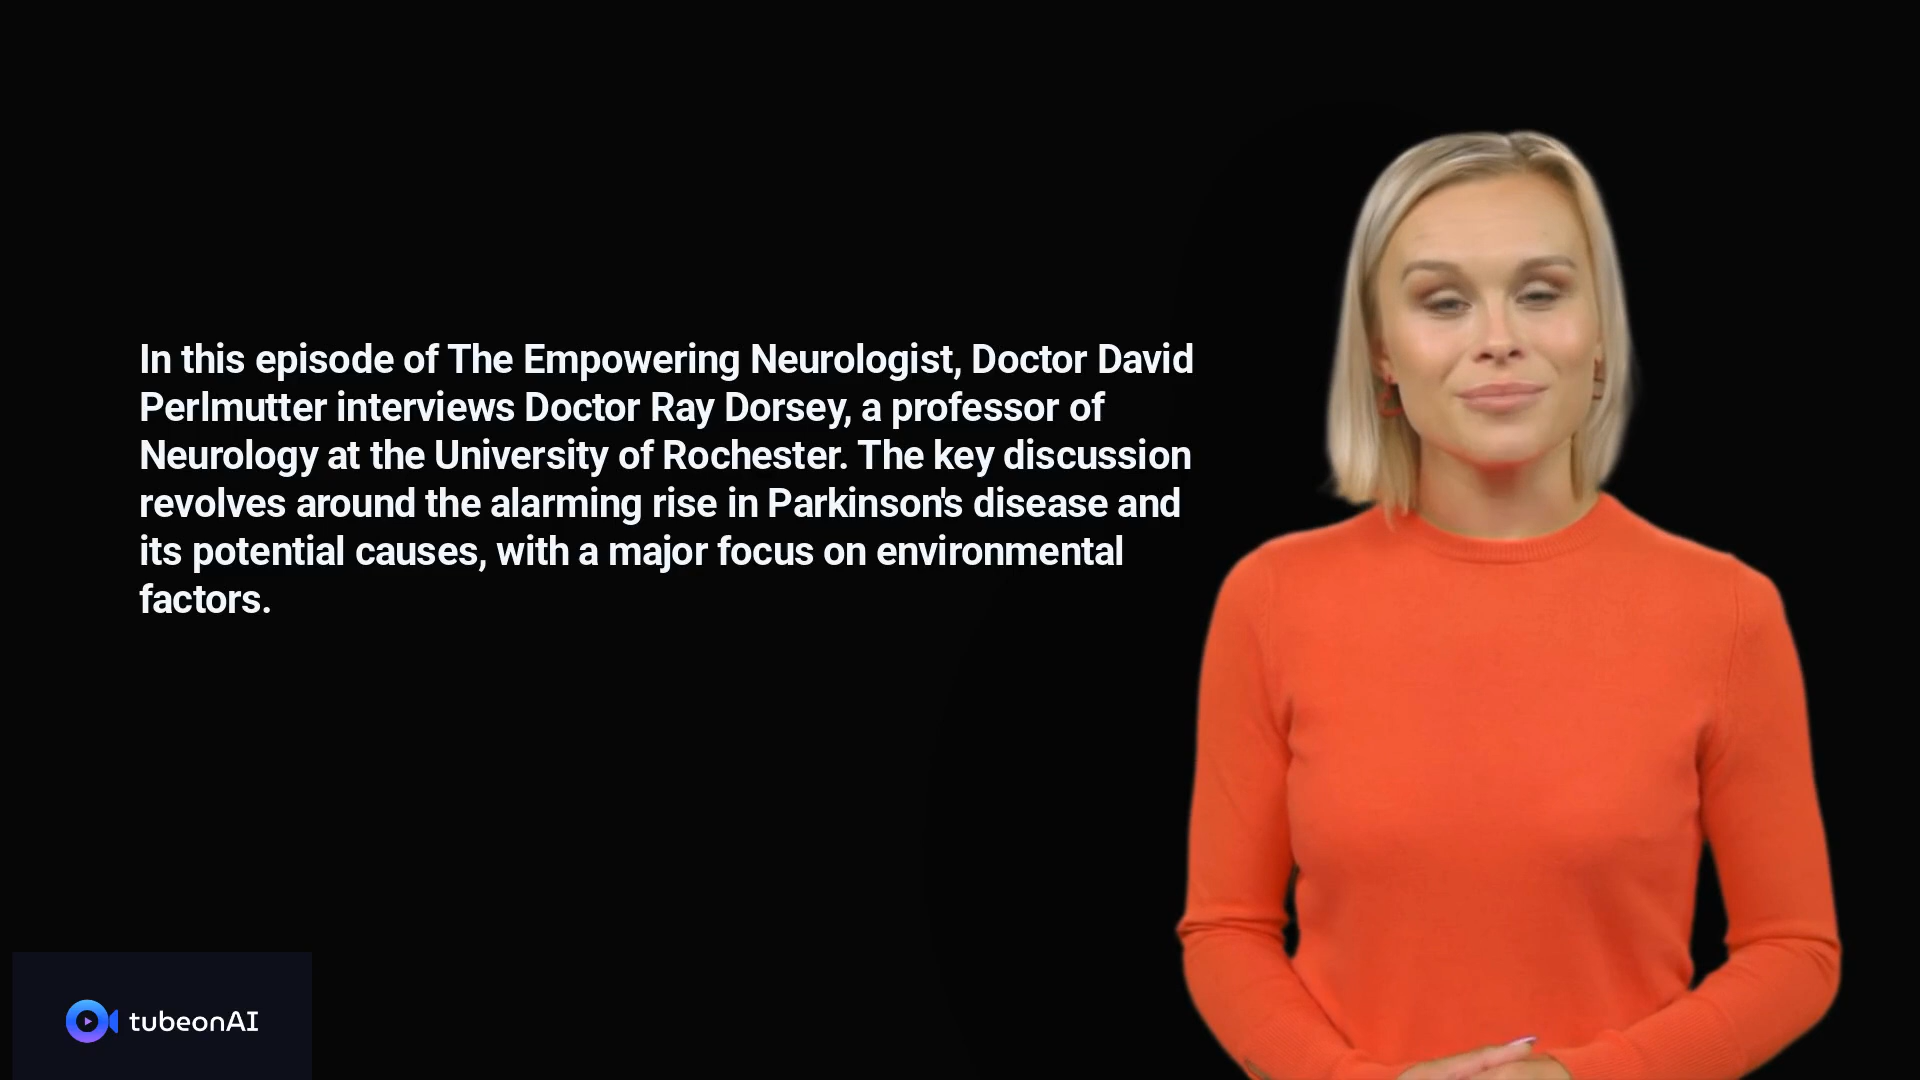 In this episode of The Empowering Neurologist, Doctor David
Perlmutter interviews Doctor Ray Dorsey, a professor of
Neurology at the University of Rochester. The key discussion
revolves around the alarming rise in Parkinson's disease and
its potential causes, with a major focus on environmental
factors.
tubeonAI